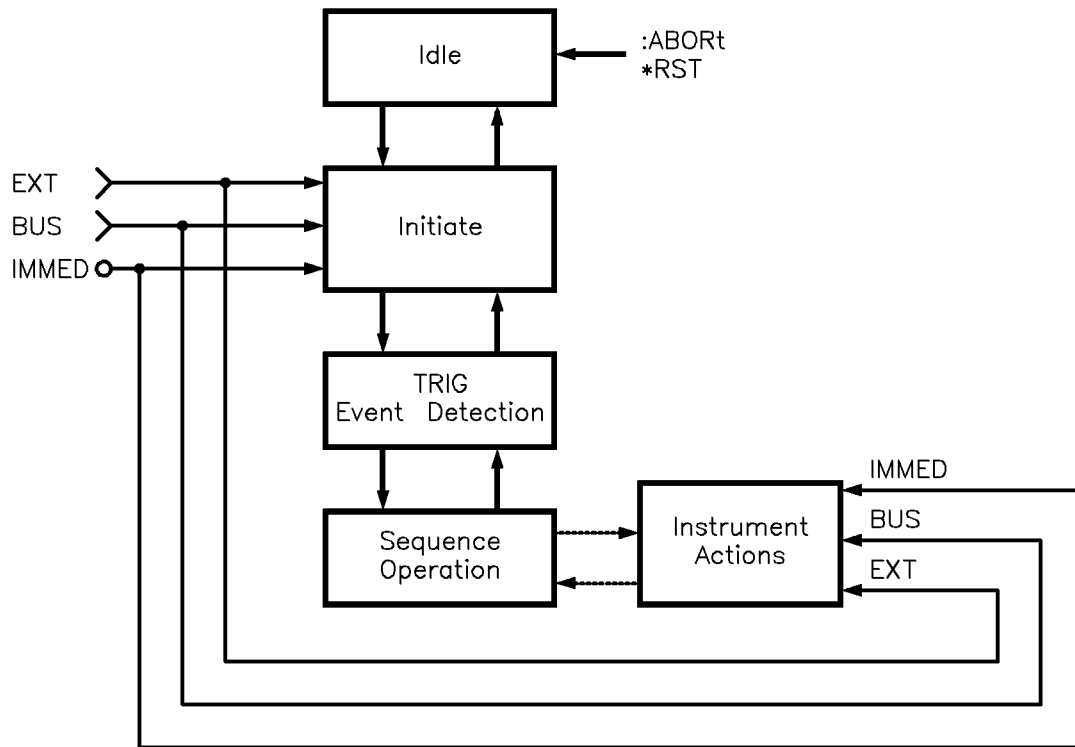 Idle
:ABORt
*RST
EXT
BUS
IMMED
Initiate
TRIG
Event Detection
Sequence
Operation
Instrument
Actions
IMMED
BUS
EXT